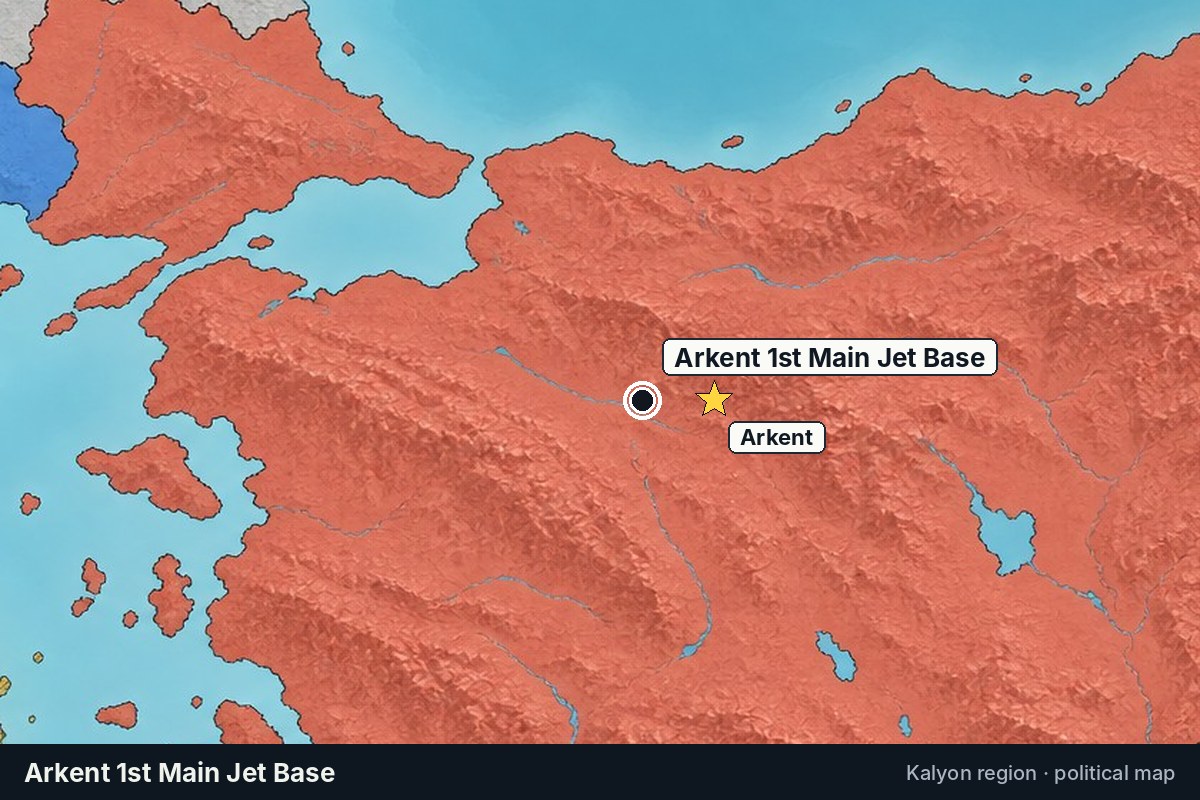 Arkent 1st Main Jet Base
Arkent
Arkent 1st Main Jet Base
Kalyon region · political map